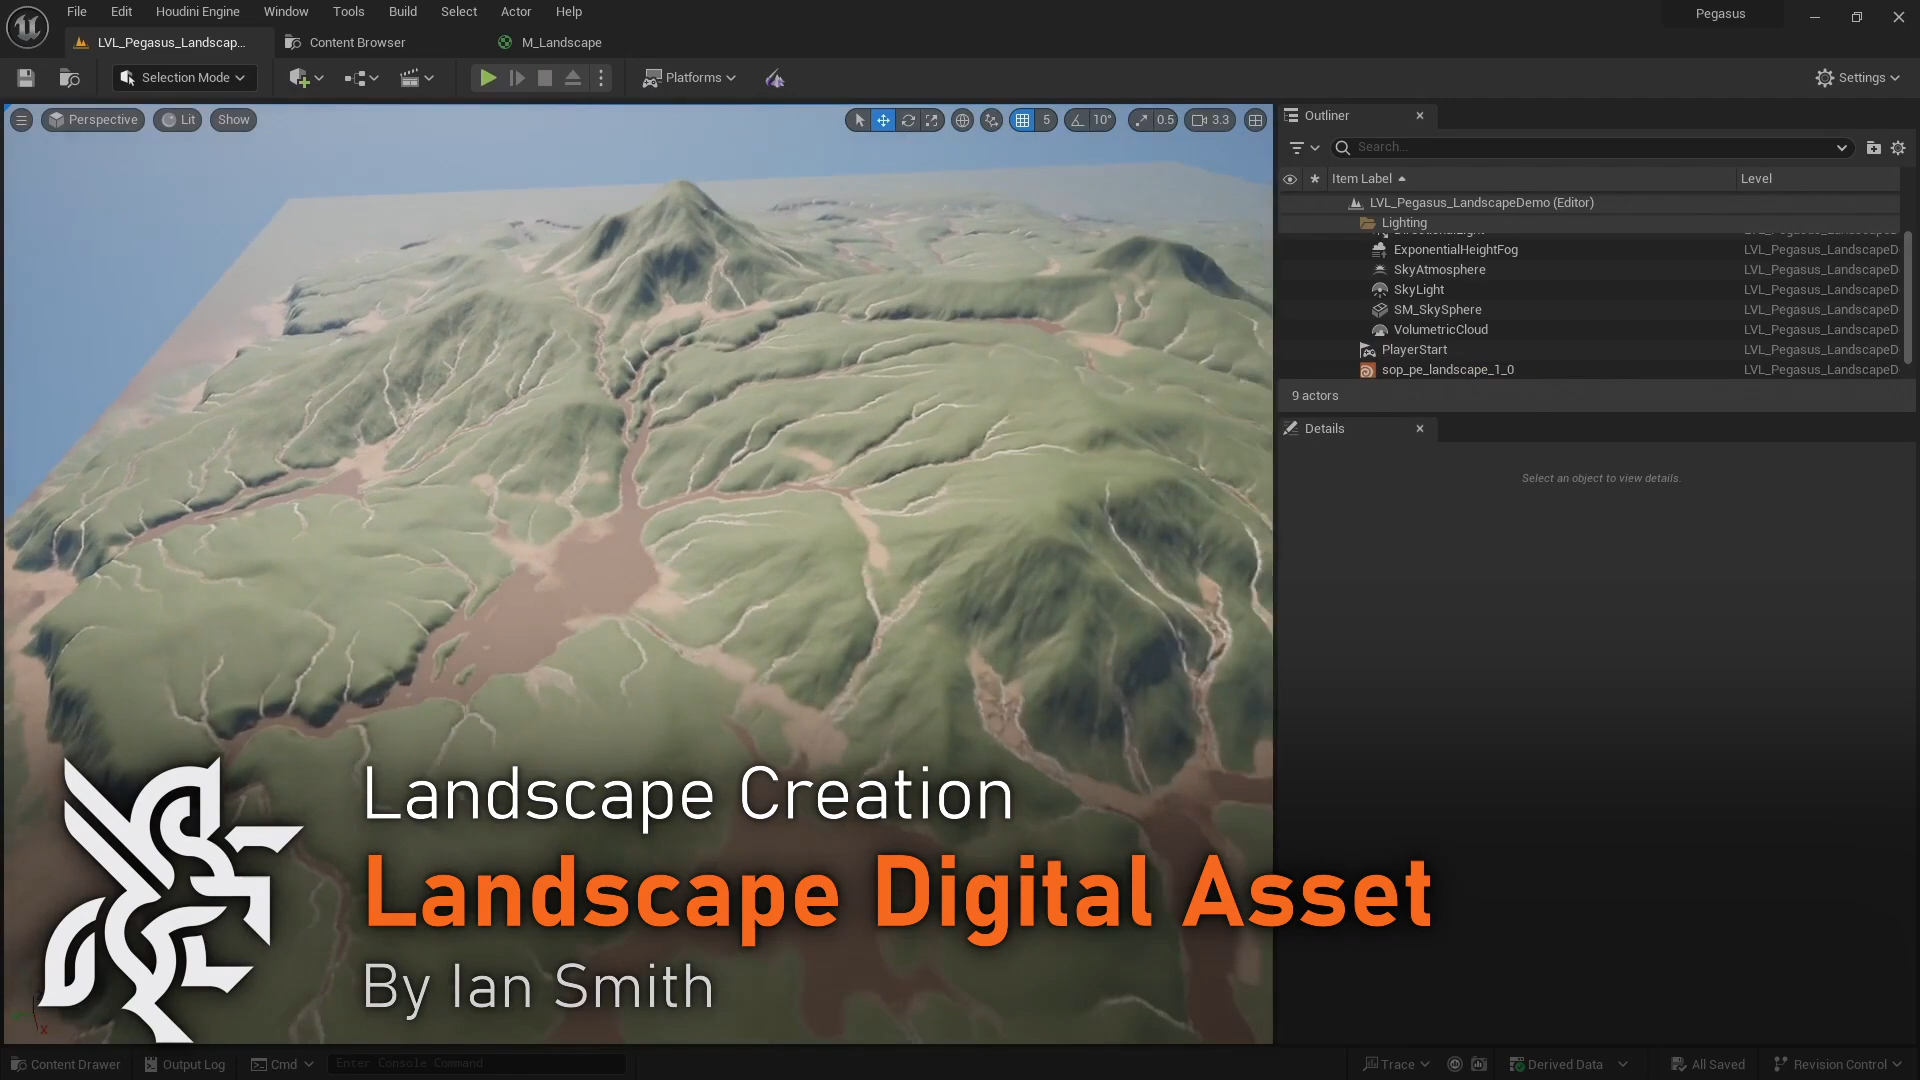 File Edit Houdini Engine Window Tools Build Select Actor Help
Pegasus
LVL_Pegasus_Landscap...
Content Browser
M_Landscape
Selection Mode
Platforms
Settings
Perspective
Lit
Show
5
10°
0.5
3.3
Outliner
Search...
Item Label
Level
LVL_Pegasus_LandscapeDemo (Editor)
Lighting
ExponentialHeightFog LVL_Pegasus_LandscapeD
SkyAtmosphere LVL_Pegasus_LandscapeD
SkyLight LVL_Pegasus_LandscapeD
SM_SkySphere LVL_Pegasus_LandscapeD
VolumetricCloud LVL_Pegasus_LandscapeD
PlayerStart LVL_Pegasus_LandscapeD
sop_pe_landscape_1_0 LVL_Pegasus_LandscapeD
9 actors
Details
Select an object to view details.
Landscape Creation
Landscape Digital Asset
By Ian Smith
X
Content Drawer
Output Log
Cmd
Enter Console Command
Trace
Derived Data
All Saved
Revision Control